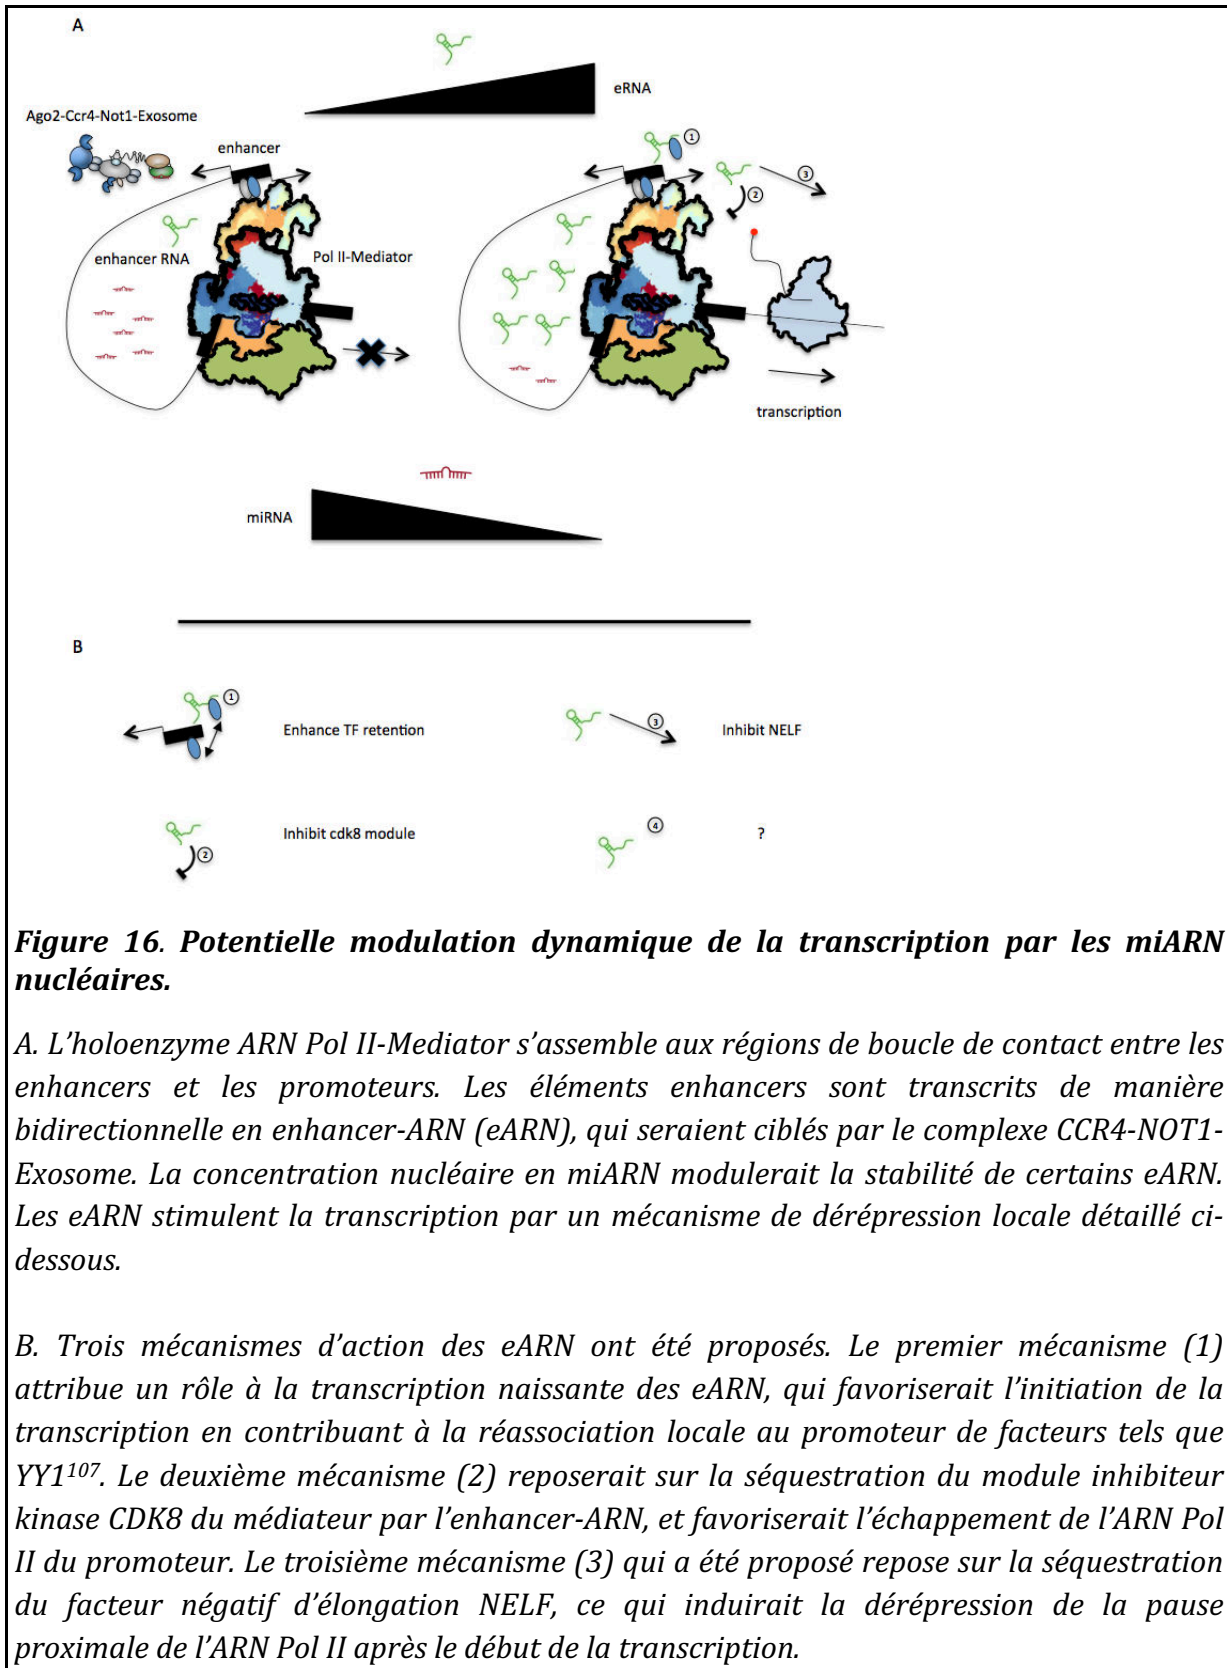 A
eRNA
Ago2-Ccr4-Not1-Exosome
enhancer
1
3
2
enhancer RNA
Pol II-Mediator
transcription
miRNA
B
1
Enhance TF retention
3
Inhibit NELF
Inhibit cdk8 module
2
4
?
Figure 16. Potentielle modulation dynamique de la transcription par les miARN
nucléaires.
A. L’holoenzyme ARN Pol II-Mediator s’assemble aux régions de boucle de contact entre les
enhancers et les promoteurs. Les éléments enhancers sont transcrits de manière
bidirectionnelle en enhancer-ARN (eARN), qui seraient ciblés par le complexe CCR4-NOT1-
Exosome. La concentration nucléaire en miARN modulerait la stabilité de certains eARN.
Les eARN stimulent la transcription par un mécanisme de dérépression locale détaillé ci-
dessous.
B. Trois mécanismes d’action des eARN ont été proposés. Le premier mécanisme (1)
attribue un rôle à la transcription naissante des eARN, qui favoriserait l’initiation de la
transcription en contribuant à la réassociation locale au promoteur de facteurs tels que
YY1¹⁰⁷. Le deuxième mécanisme (2) reposerait sur la séquestration du module inhibiteur
kinase CDK8 du médiateur par l’enhancer-ARN, et favoriserait l’échappement de l’ARN Pol
II du promoteur. Le troisième mécanisme (3) qui a été proposé repose sur la séquestration
du facteur négatif d’élongation NELF, ce qui induirait la dérépression de la pause
proximale de l’ARN Pol II après le début de la transcription.